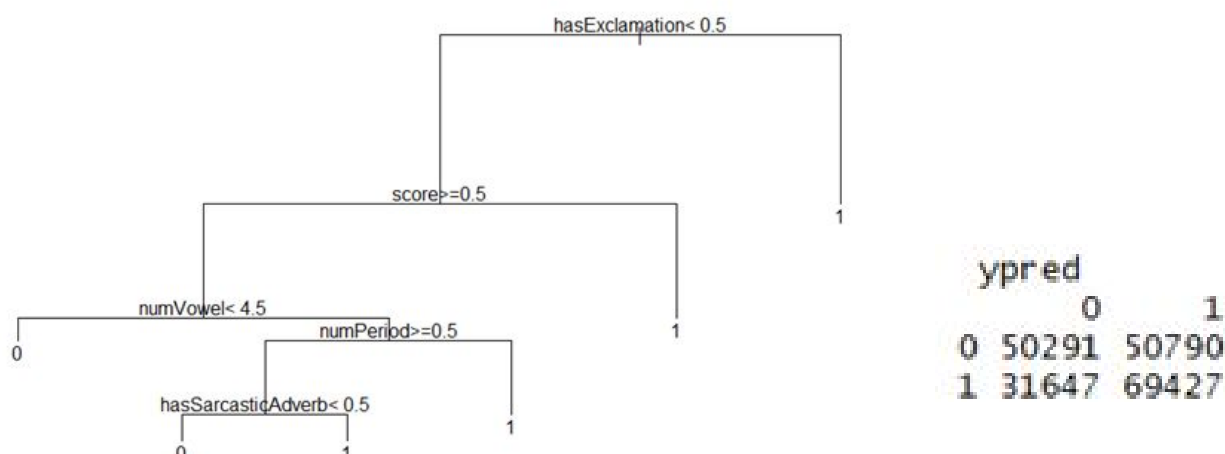 hasExclamation< 0.5
score>=0.5
1
numVowel< 4.5
numPeriod>=0.5
1
0
hasSarcasticAdverb< 0.5
1
0 1
ypred
0 1
0 50291 50790
1 31647 69427